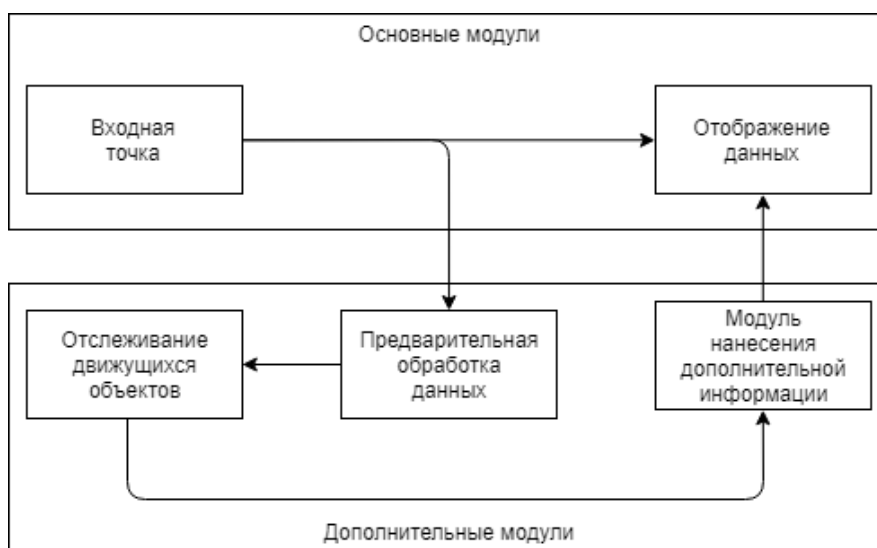 Основные модули
Входная
точка
Отображение
данных
Отслеживание
движущихся
объектов
Предварительная
обработка
данных
Модуль
нанесения
дополнительной
информации
Дополнительные модули